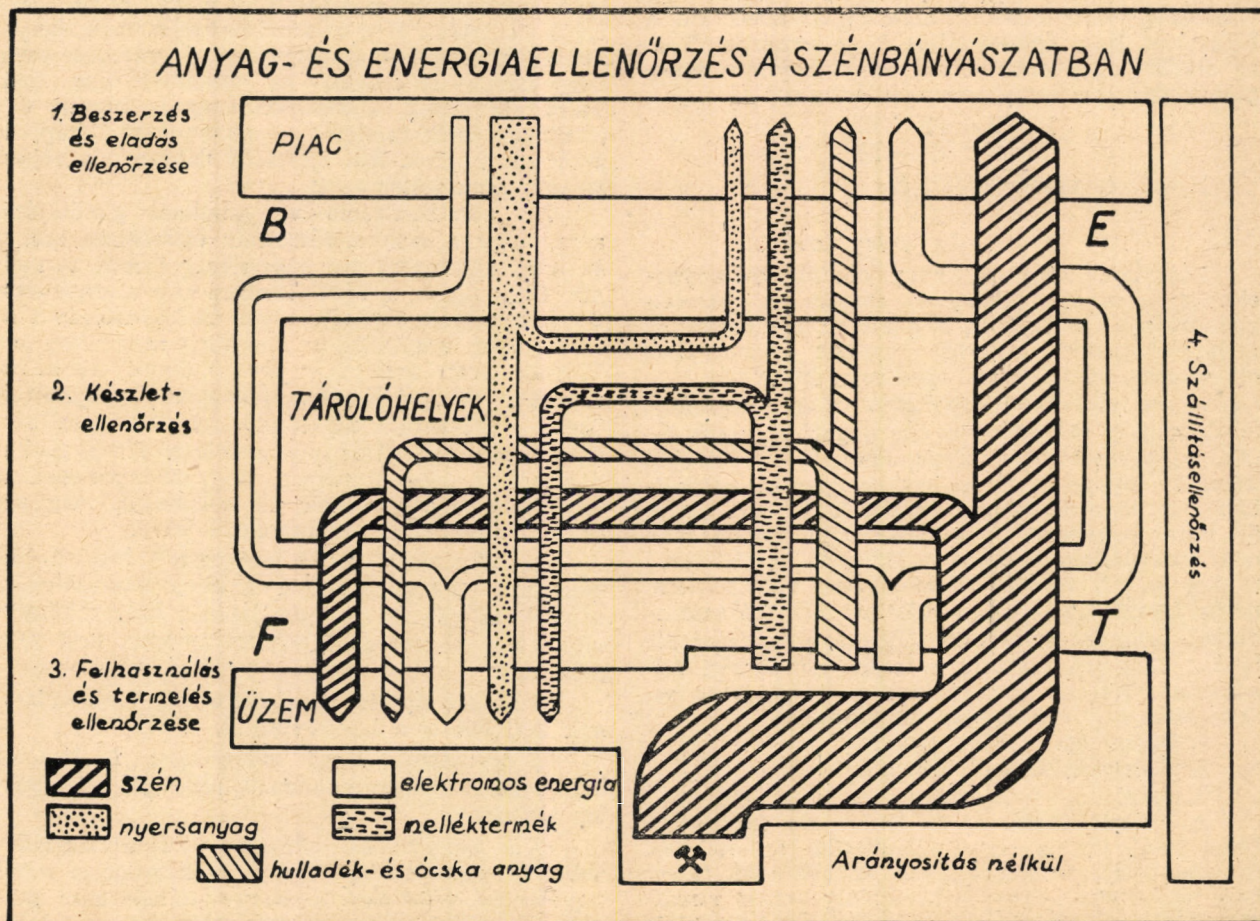 ANYAG- ÉS ENERGIAELLENŐRZÉS A SZÉNBÁNYÁSZATBAN
1. Beszerzés
és eladás
ellenőrzése
PIAC
B
E
2. Készlet-
ellenőrzés
TÁROLÓHELYEK
4. Szállításellenőrzés
F
T
3. Felhasználás
és termelés
ellenőrzése
ÜZEM
szén
elektromos energia
nyersanyag
melléktermék
hulladék- és ócska anyag
Arányosítás nélkül